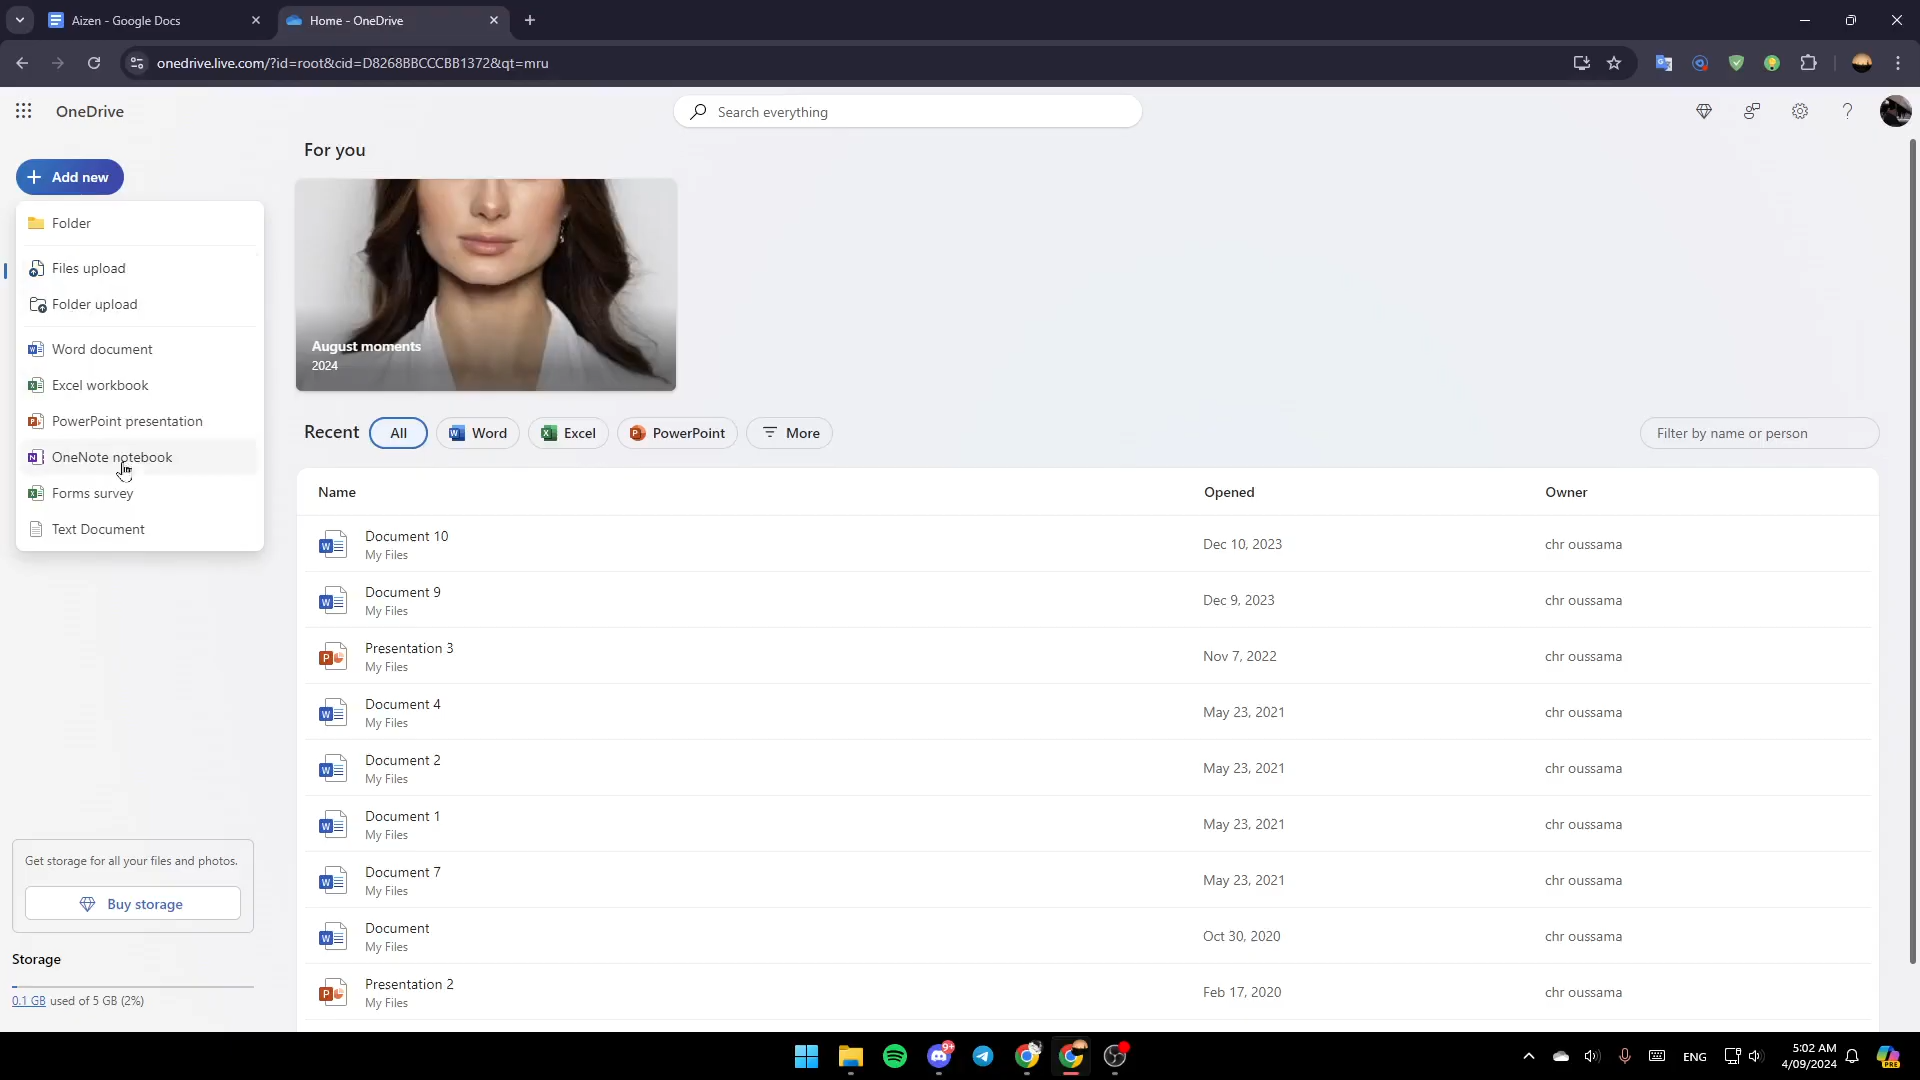 Aizen - Google Docs
Home - OneDrive
onedrive.live.com/?id=root&cid=D8268BBCCCBB1372&qt=mru
OneDrive
Search everything
Add new
Folder
Files upload
Folder upload
Word document
Excel workbook
PowerPoint presentation
OneNote notebook
Forms survey
Text Document
For you
August moments
2024
Recent
All
Word
Excel
PowerPoint
More
Filter by name or person
Name
Opened
Owner
Document 10
My Files
Dec 10, 2023
chr oussama
Document 9
My Files
Dec 9, 2023
chr oussama
Presentation 3
My Files
Nov 7, 2022
chr oussama
Document 4
My Files
May 23, 2021
chr oussama
Document 2
My Files
May 23, 2021
chr oussama
Document 1
My Files
May 23, 2021
chr oussama
Document 7
My Files
May 23, 2021
chr oussama
Document
My Files
Oct 30, 2020
chr oussama
Presentation 2
My Files
Feb 17, 2020
chr oussama
Get storage for all your files and photos.
Buy storage
Storage
0.1 GB used of 5 GB (2%)
9+
ENG
5:02 AM
4/09/2024
PRE